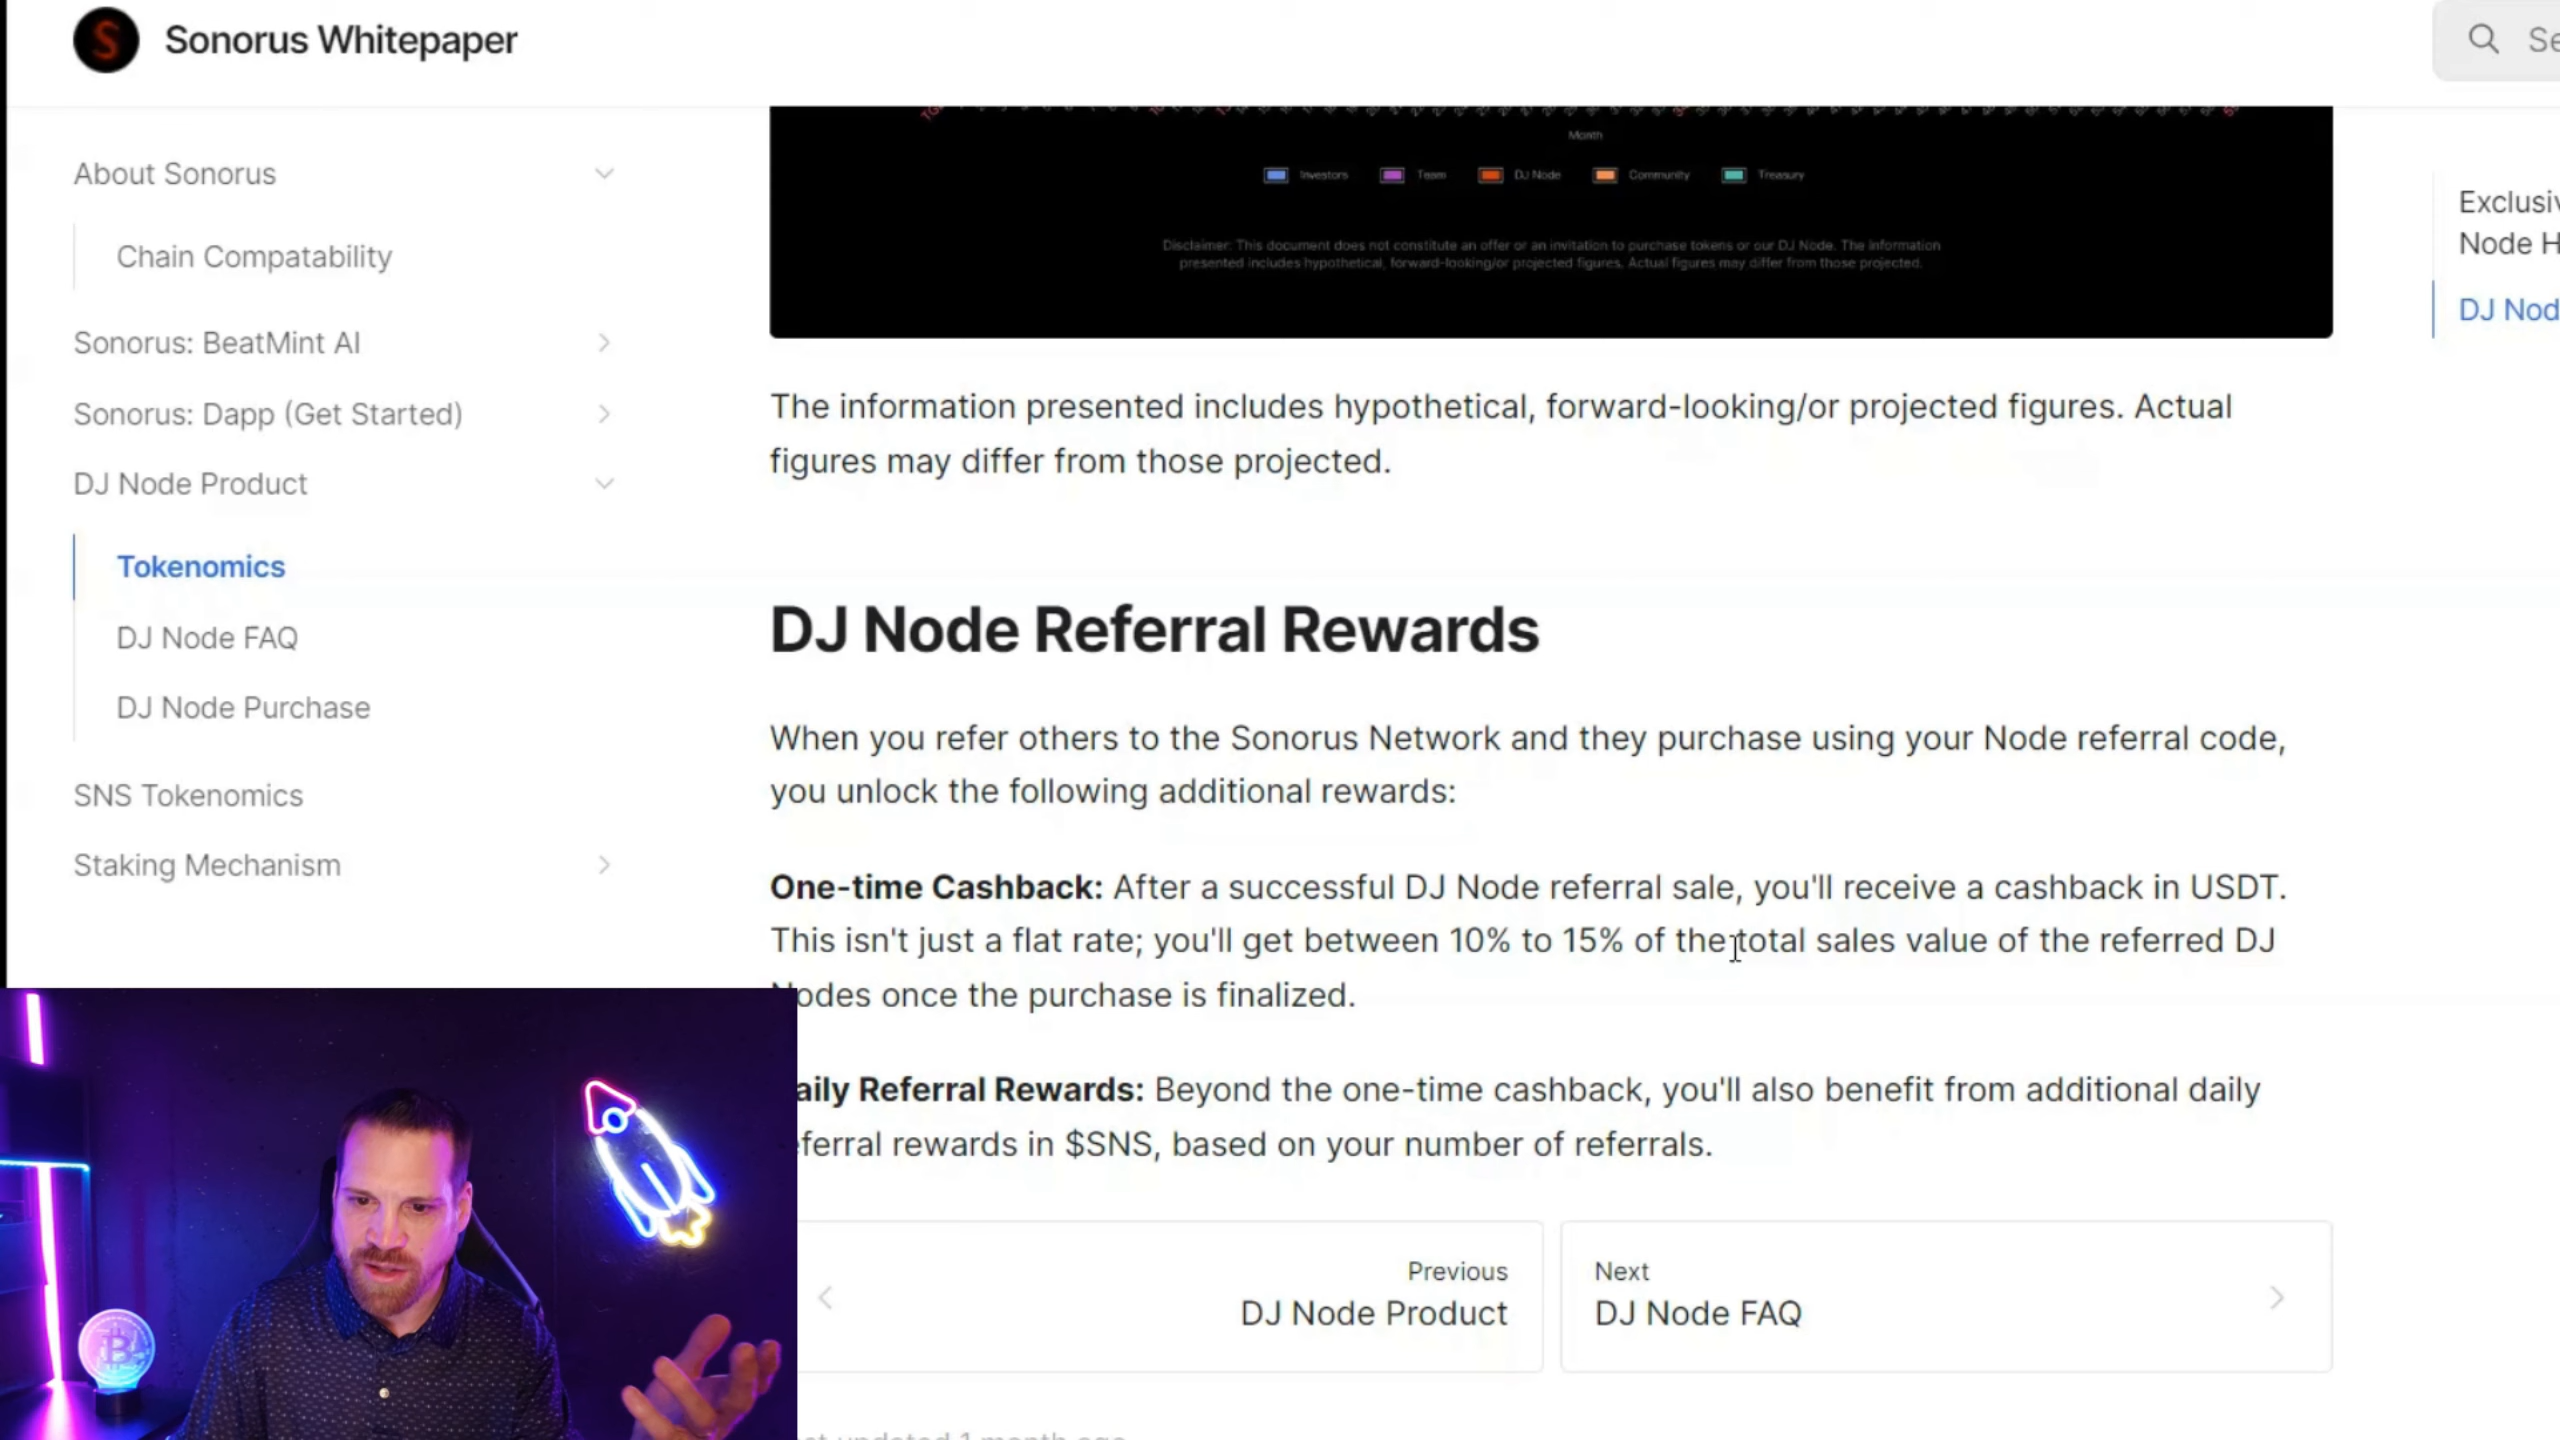 S
Sonorus Whitepaper
Se
About Sonorus
Chain Compatability
Sonorus: BeatMint AI
Sonorus: Dapp (Get Started)
DJ Node Product
Tokenomics
DJ Node FAQ
DJ Node Purchase
SNS Tokenomics
Staking Mechanism
Month
Investors Team DJ Node Community Treasury
Disclaimer: This document does not constitute an offer or an invitation to purchase tokens or our DJ Node. The information
presented includes hypothetical, forward-looking/or projected figures. Actual figures may differ from those projected.
The information presented includes hypothetical, forward-looking/or projected figures. Actual
figures may differ from those projected.
DJ Node Referral Rewards
When you refer others to the Sonorus Network and they purchase using your Node referral code,
you unlock the following additional rewards:
One-time Cashback: After a successful DJ Node referral sale, you'll receive a cashback in USDT.
This isn't just a flat rate; you'll get between 10% to 15% of the total sales value of the referred DJ
odes once the purchase is finalized.
aily Referral Rewards: Beyond the one-time cashback, you'll also benefit from additional daily
eferral rewards in $SNS, based on your number of referrals.
Previous
DJ Node Product
Next
DJ Node FAQ
Exclusiv
Node H
DJ Nod